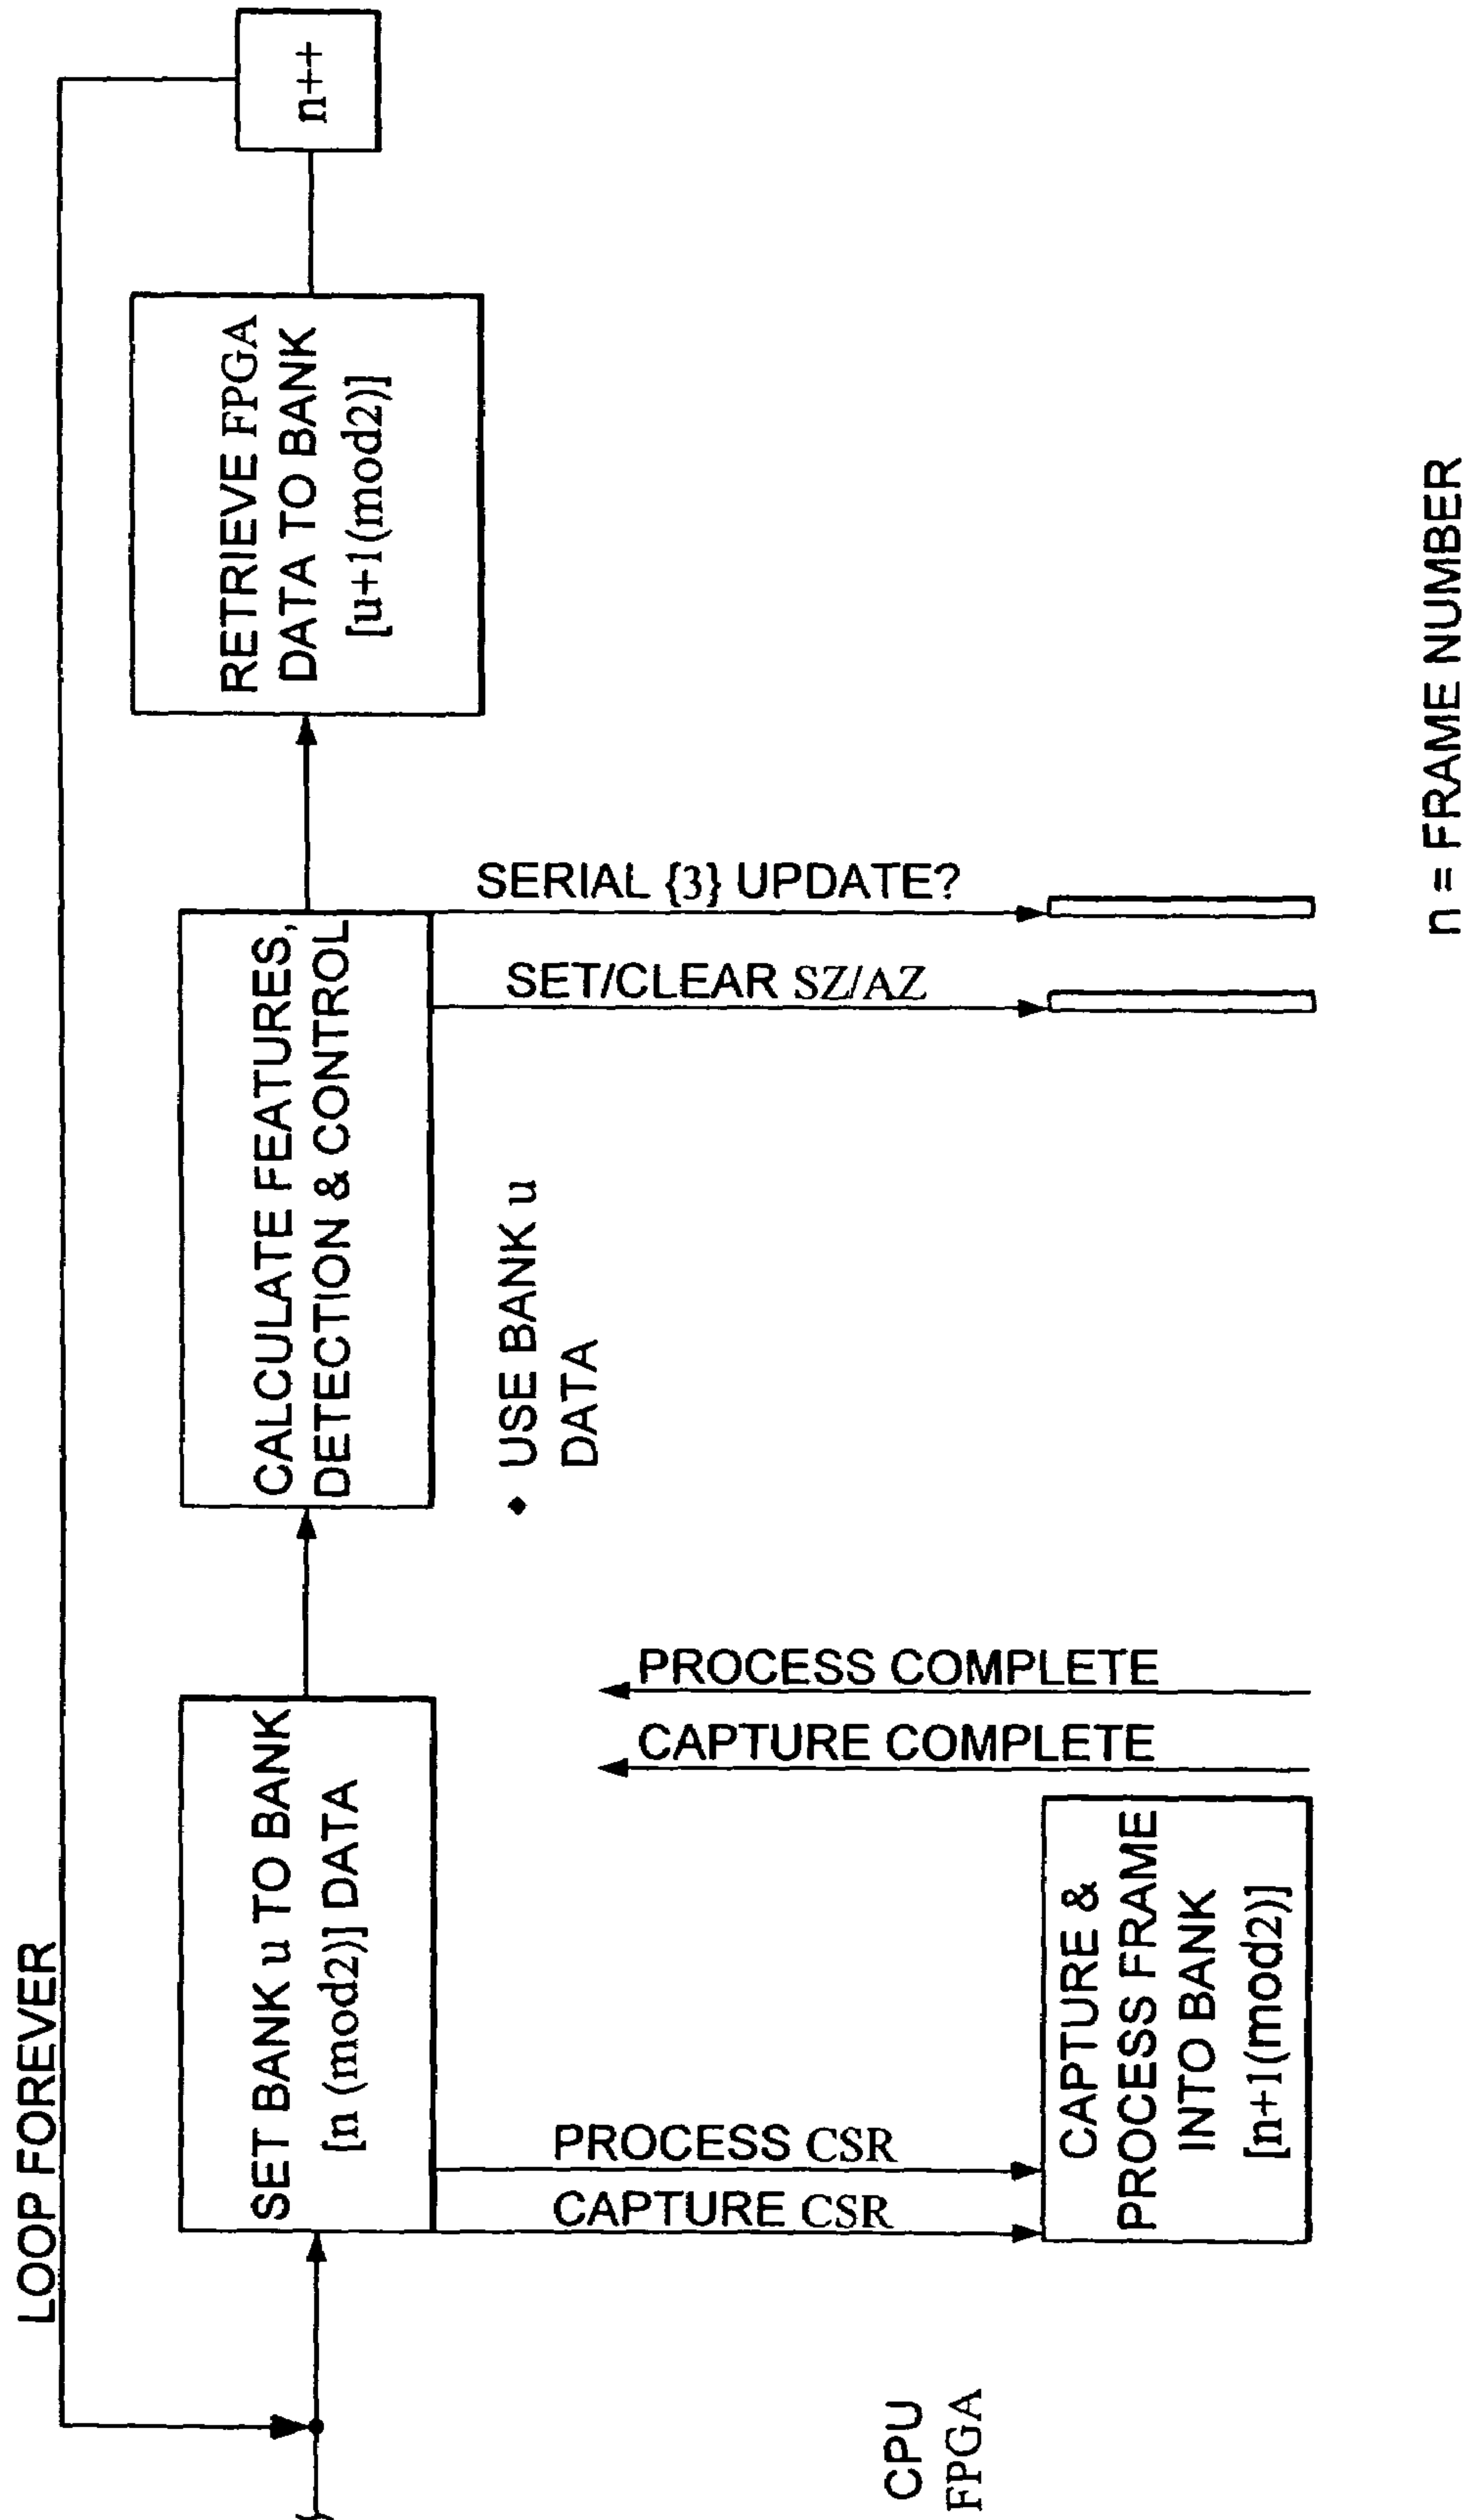 LOOP FOREVER
SET BANK u TO BANK
[n (mod2)] DATA
CALCULATE FEATURES,
DETECTION & CONTROL
RETRIEVE FPGA
DATA TO BANK
[u+1(mod2)]
n++
• USE BANK u
DATA
PROCESS CSR
CAPTURE CSR
PROCESS COMPLETE
CAPTURE COMPLETE
SERIAL {3} UPDATE?
SET/CLEAR SZ/AZ
CPU
FPGA
CAPTURE &
PROCESS FRAME
INTO BANK
[n+1(mod2)]
n = FRAME NUMBER